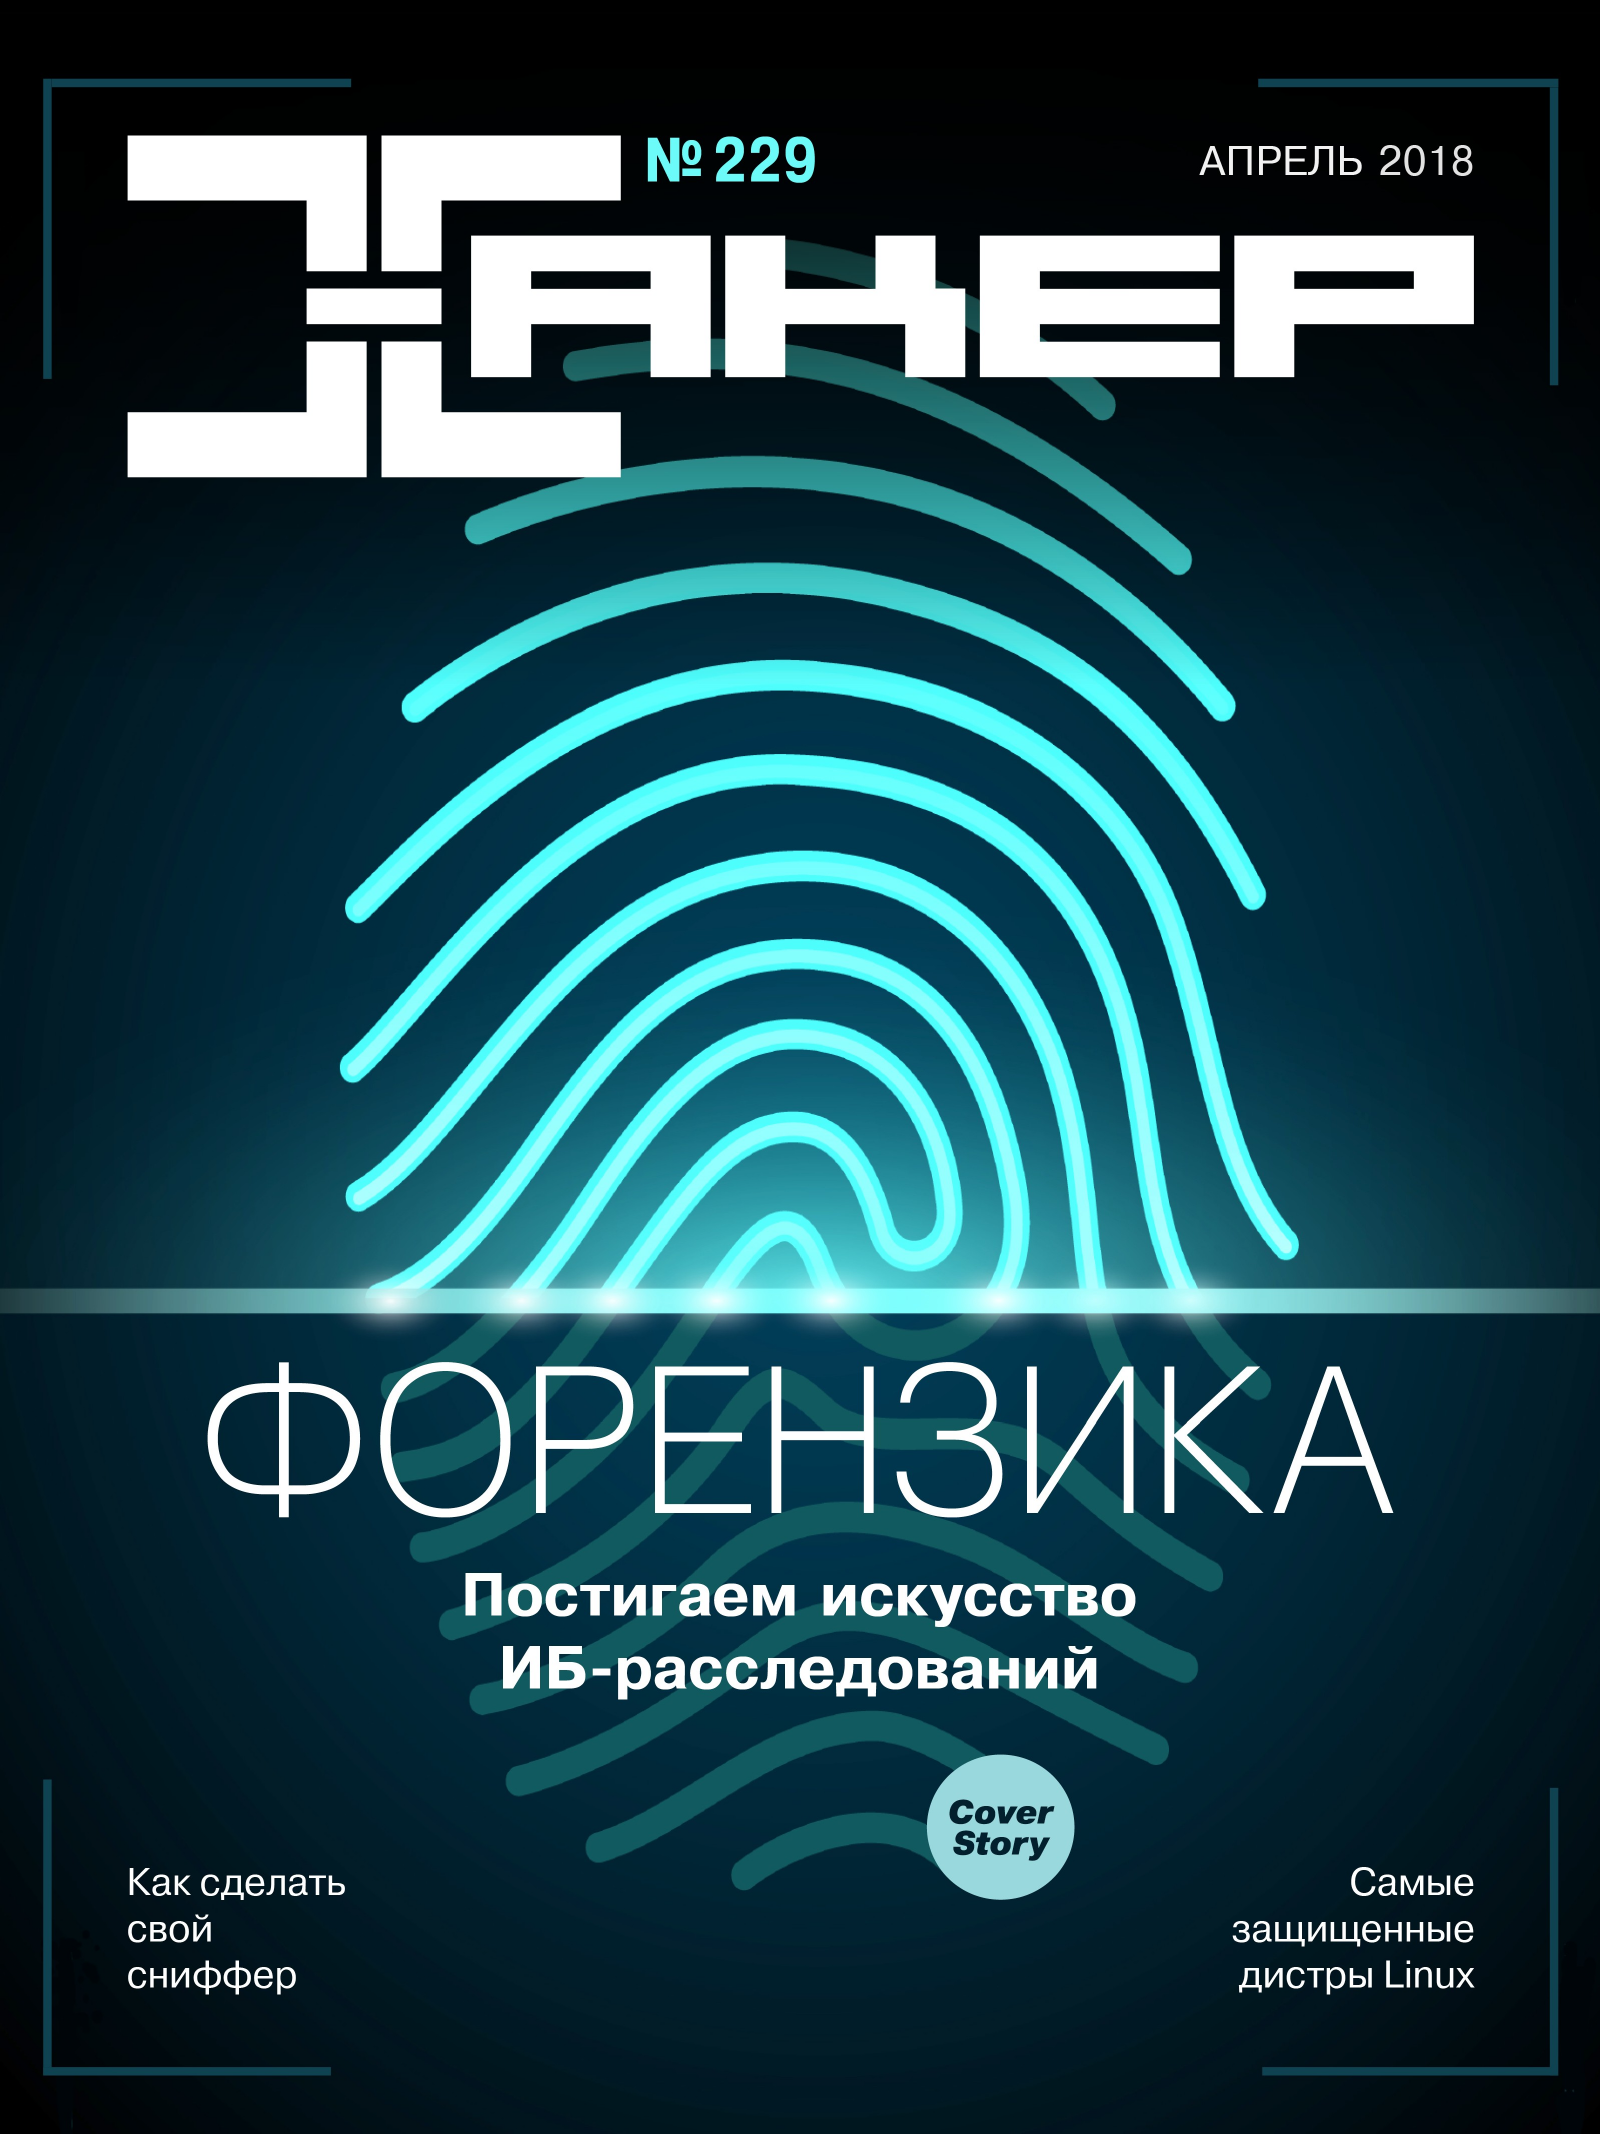 № 229
АПРЕЛЬ 2018
ХАКЕР
ФОРЕНЗИКА
Постигаем искусство
ИБ-расследований
Cover
Story
Как сделать
свой
сниффер
Самые
защищенные
дистры Linux